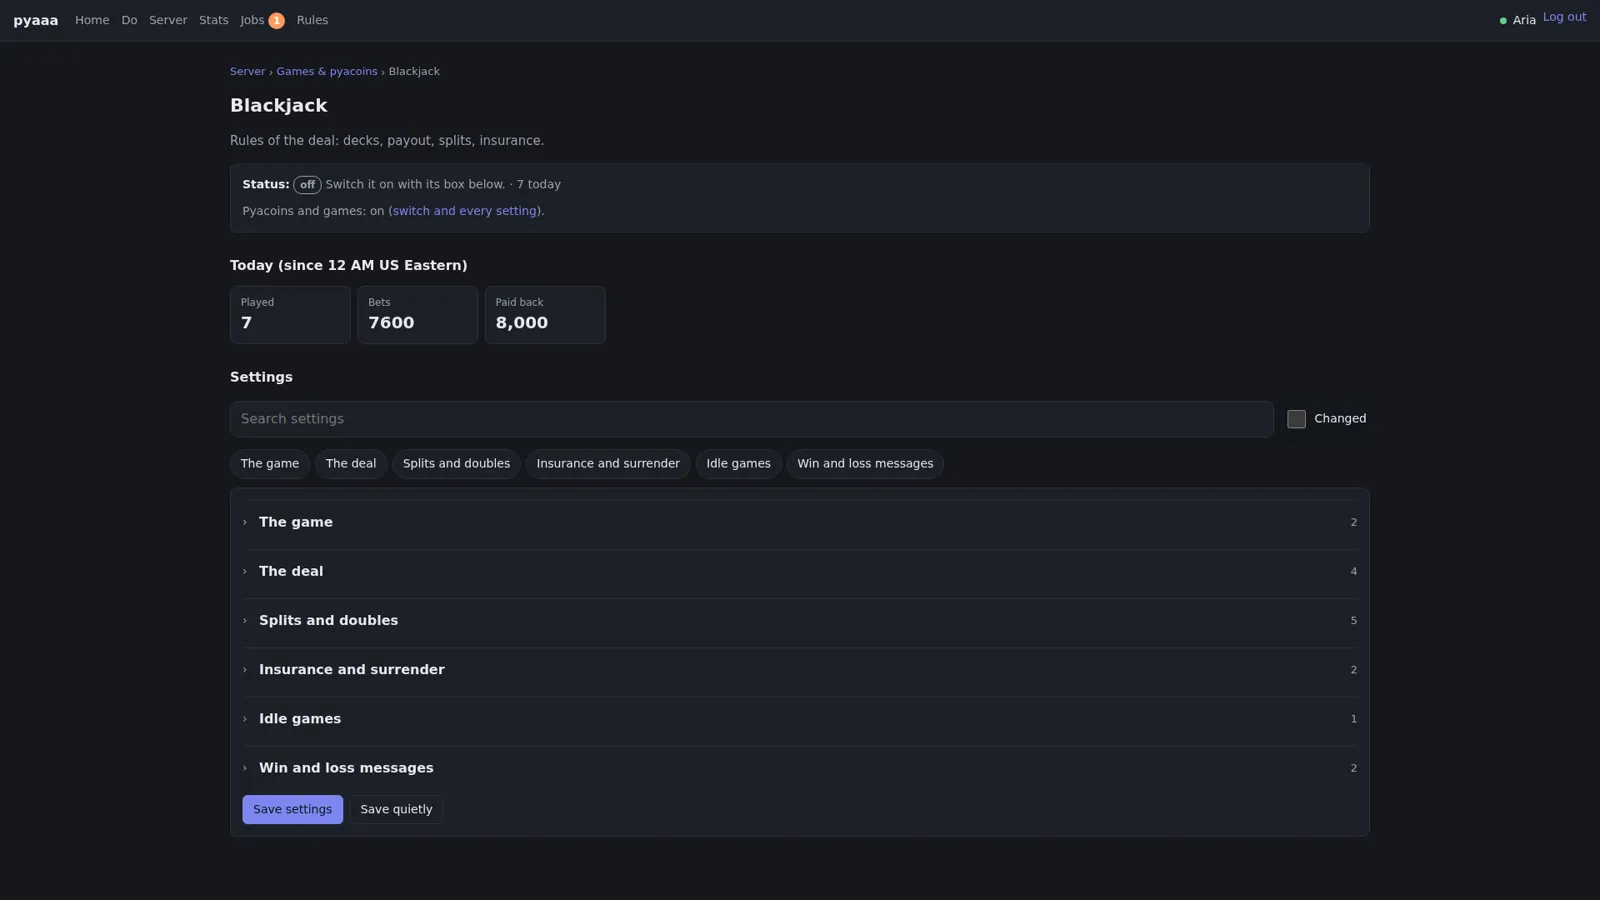 pyaaa Home Do Server Stats Jobs 1 Rules Aria Log out
Server › Games & pyacoins › Blackjack
Blackjack
Rules of the deal: decks, payout, splits, insurance.
Status: off Switch it on with its box below. · 7 today
Pyacoins and games: on (switch and every setting).
Today (since 12 AM US Eastern)
Played Bets Paid back
7 7600 8,000
Settings
Search settings Changed
The game The deal Splits and doubles Insurance and surrender Idle games Win and loss messages
› The game 2
› The deal 4
› Splits and doubles 5
› Insurance and surrender 2
› Idle games 1
› Win and loss messages 2
Save settings Save quietly